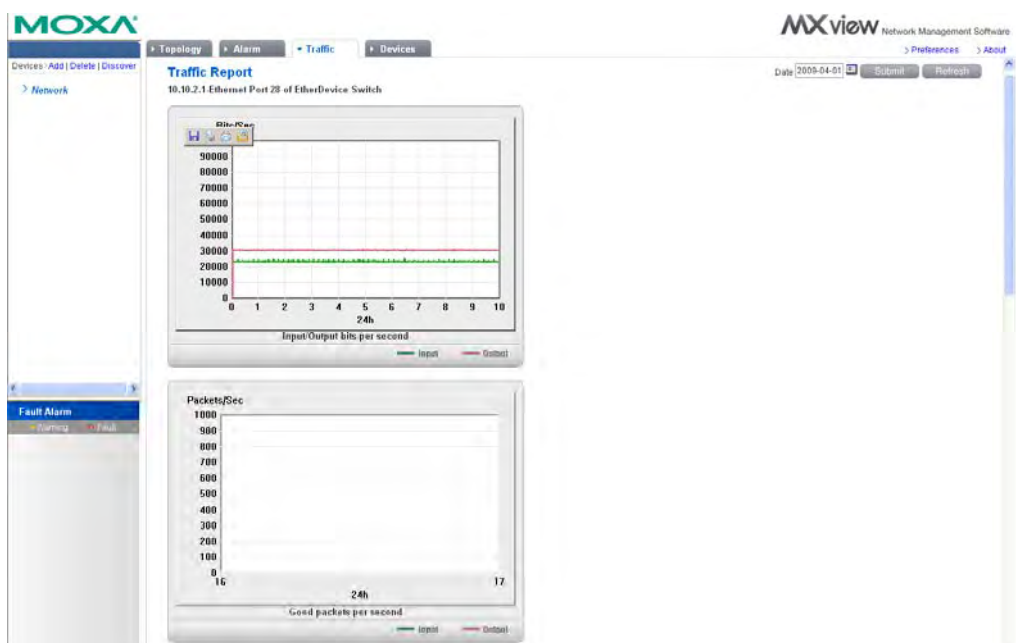 MOXA
MXview Network Management Software
Topology Alarm Traffic Devices
Preferences About
Devices: Add | Delete | Discover
Traffic Report
Date 2009-04-01 Submit Refresh
10.10.2.1-Ethernet Port 28 of EtherDevice Switch
Network
Bits/Sec
90000
80000
70000
60000
50000
40000
30000
20000
10000
0
0 1 2 3 4 5 6 7 8 9 10
24h
Input/Output bits per second
Input Output
Fault Alarm
Warning Fault
Packets/Sec
1000
900
800
700
600
500
400
300
200
100
0
16 17
24h
Good packets per second
Input Output